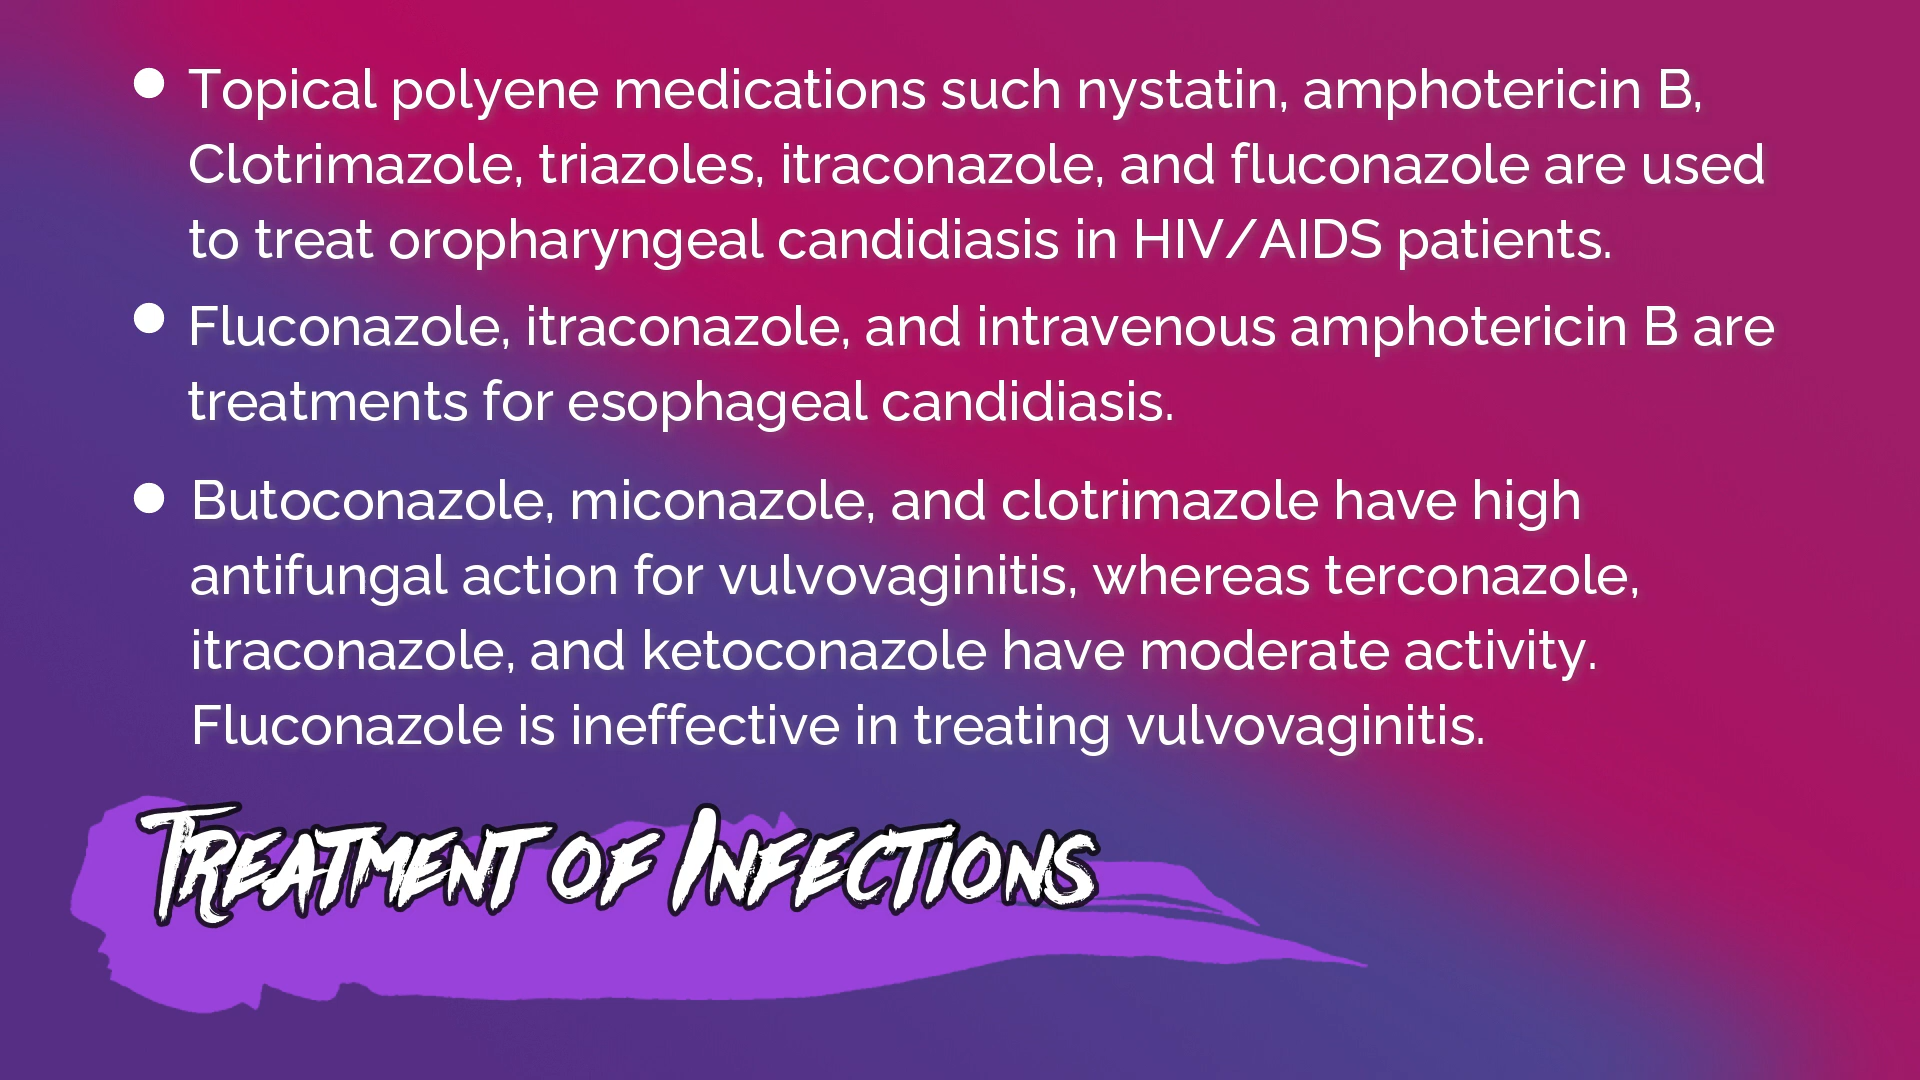 ● Topical polyene medications such nystatin, amphotericin B,
Clotrimazole, triazoles, itraconazole, and fluconazole are used
to treat oropharyngeal candidiasis in HIV/AIDS patients.
● Fluconazole, itraconazole, and intravenous amphotericin B are
treatments for esophageal candidiasis.
● Butoconazole, miconazole, and clotrimazole have high
antifungal action for vulvovaginitis, whereas terconazole,
itraconazole, and ketoconazole have moderate activity.
Fluconazole is ineffective in treating vulvovaginitis.
Treatment of Infections